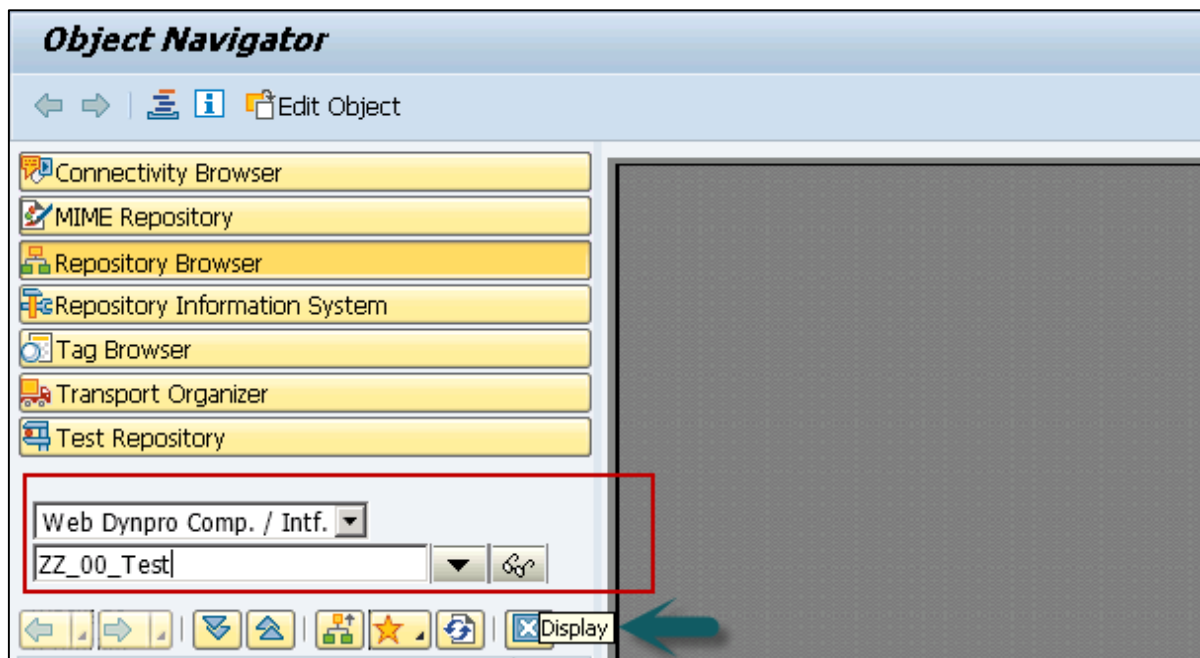 Object Navigator
Edit Object
Connectivity Browser
MIME Repository
Repository Browser
Repository Information System
Tag Browser
Transport Organizer
Test Repository
Web Dynpro Comp. / Intf.
ZZ_00_Test
Display